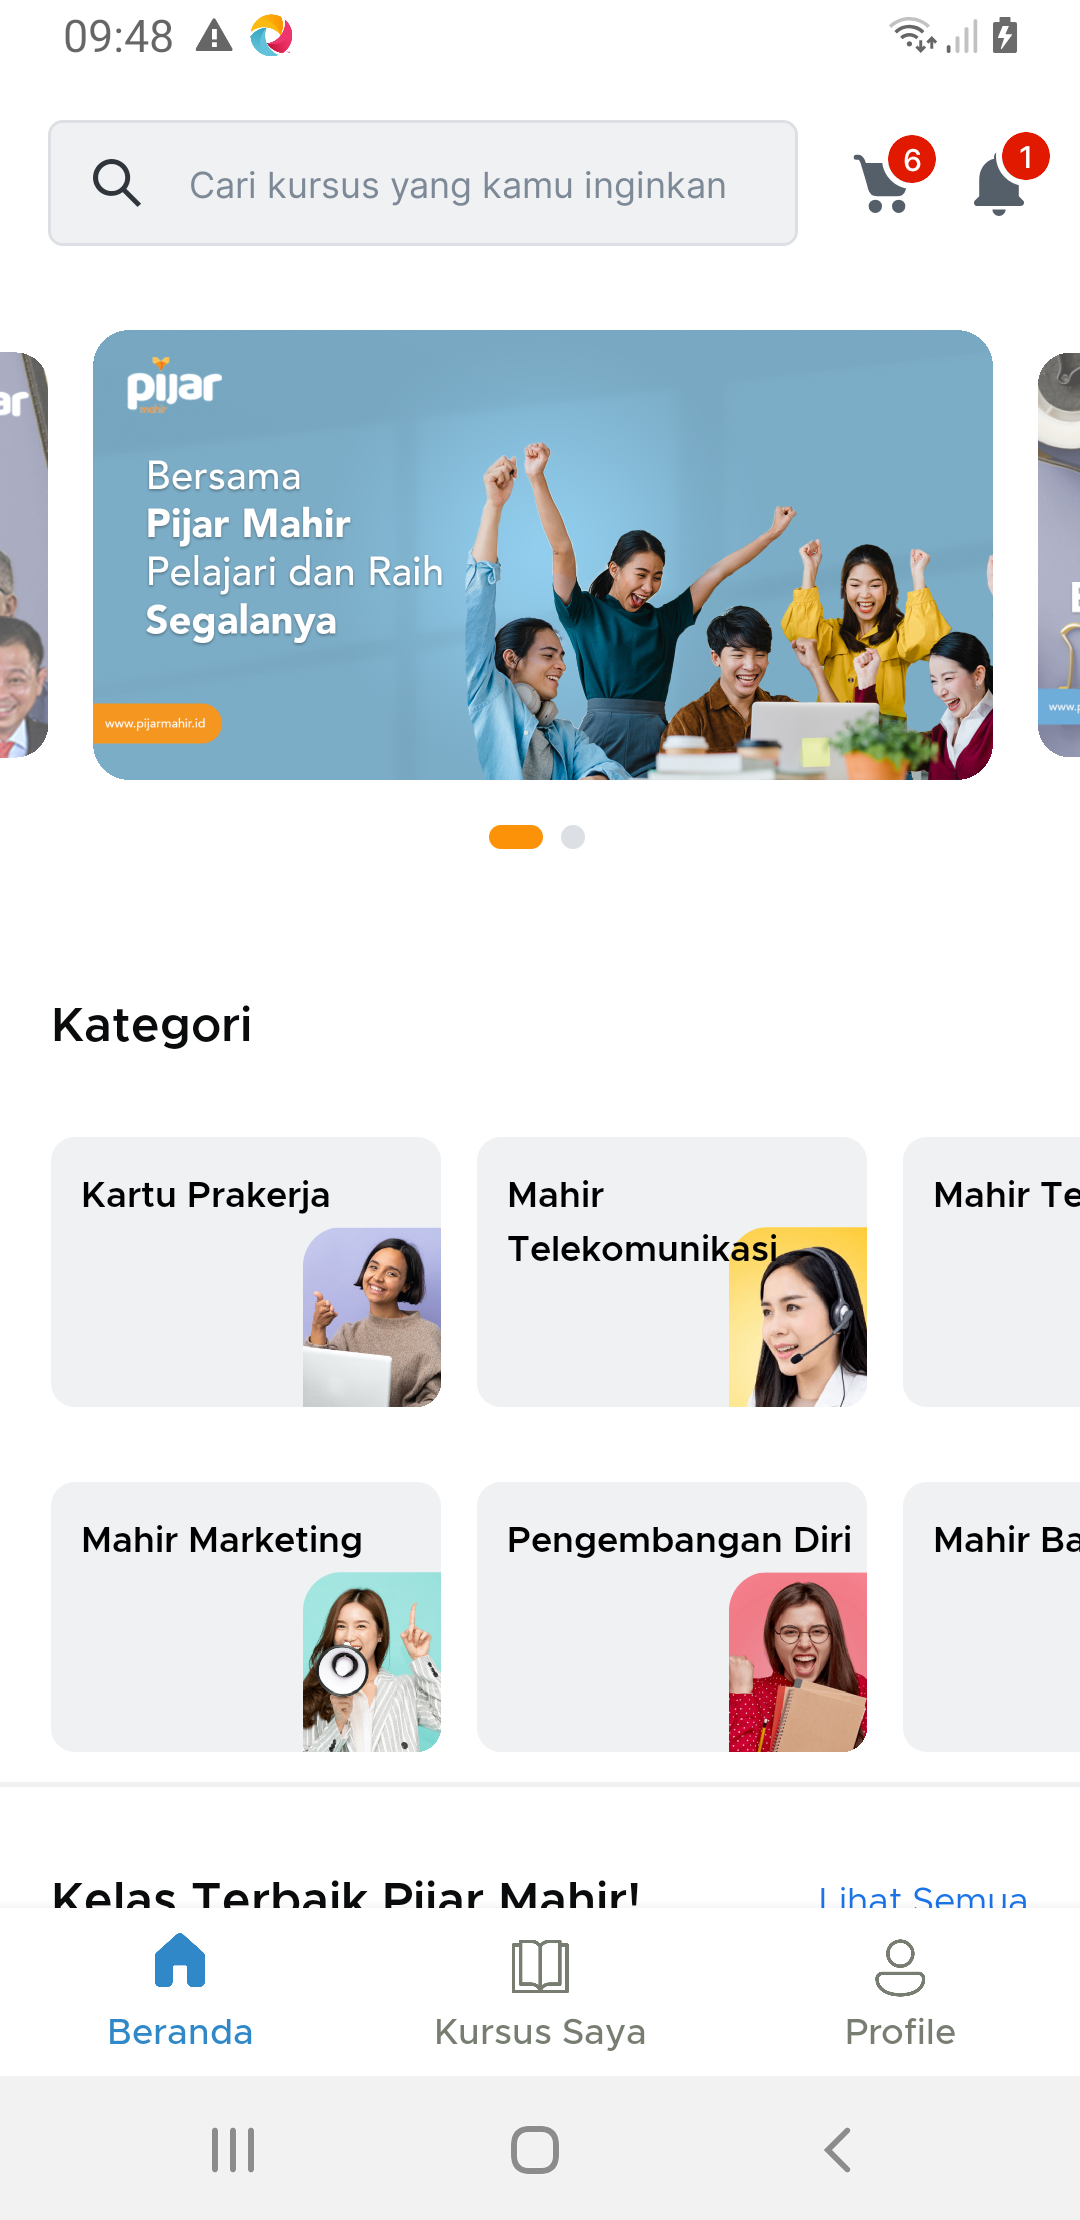 09:48
Cari kursus yang kamu inginkan
6
1
ar
pijar
mahir
Bersama
Pijar Mahir
Pelajari dan Raih
Segalanya
www.pijarmahir.id
www.p
Kategori
Kartu Prakerja
Mahir
Telekomunikasi
Mahir Te
Mahir Marketing
Pengembangan Diri
Mahir Ba
Kelas Terbaik Pijar Mahir!
Lihat Semua
Beranda
Kursus Saya
Profile